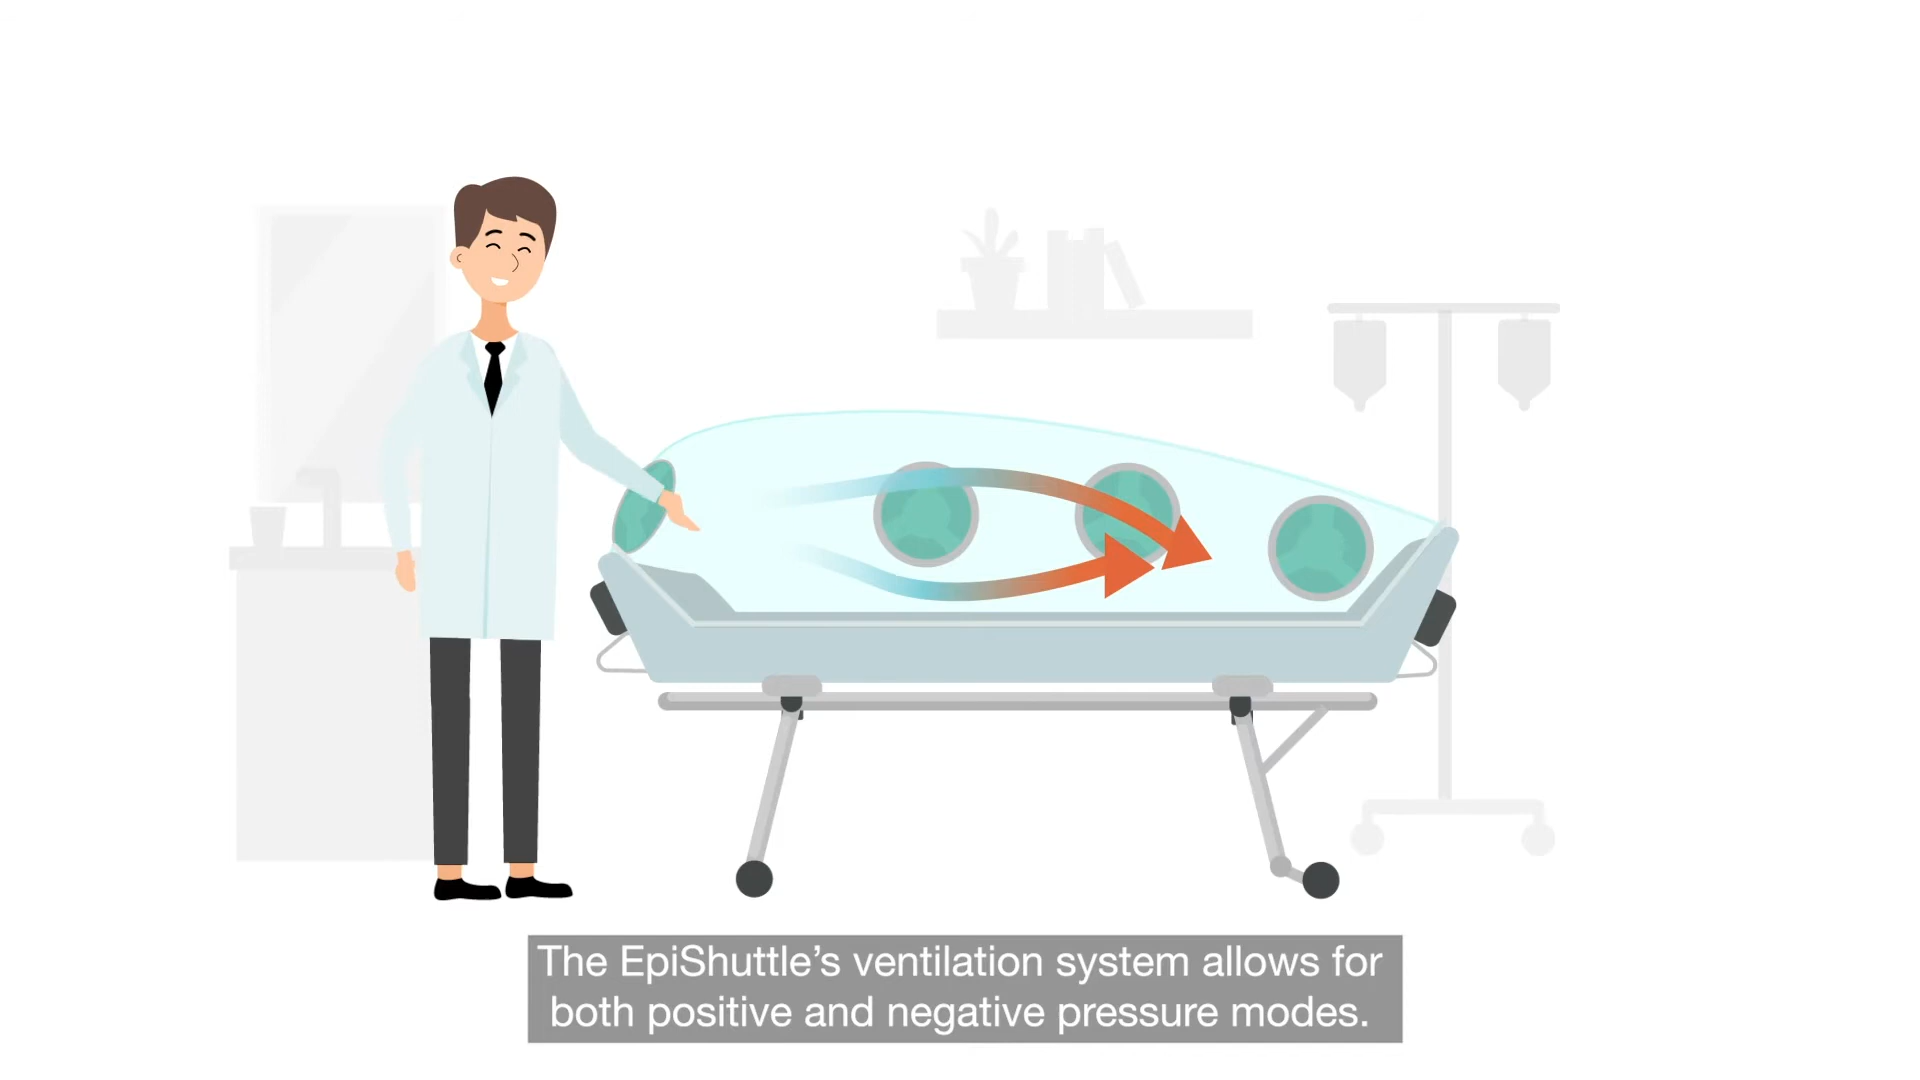 The EpiShuttle’s ventilation system allows for
both positive and negative pressure modes.